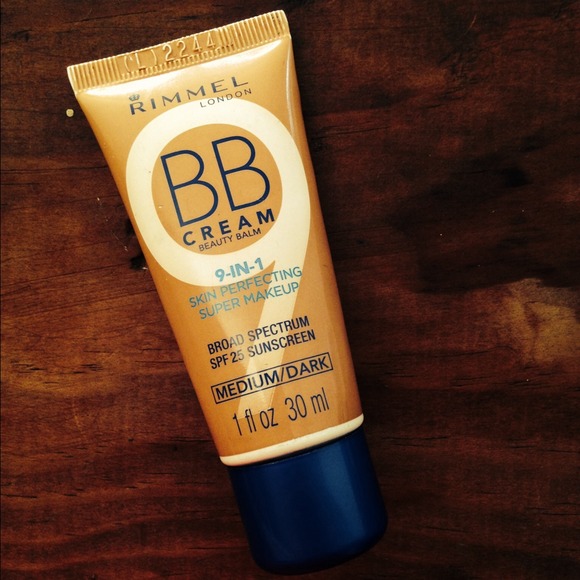 (L) 2244
RIMMEL
LONDON
BB
CREAM
BEAUTY BALM
9-IN-1
SKIN PERFECTING
SUPER MAKEUP
BROAD SPECTRUM
SPF 25 SUNSCREEN
MEDIUM/DARK
1 fl oz 30 ml